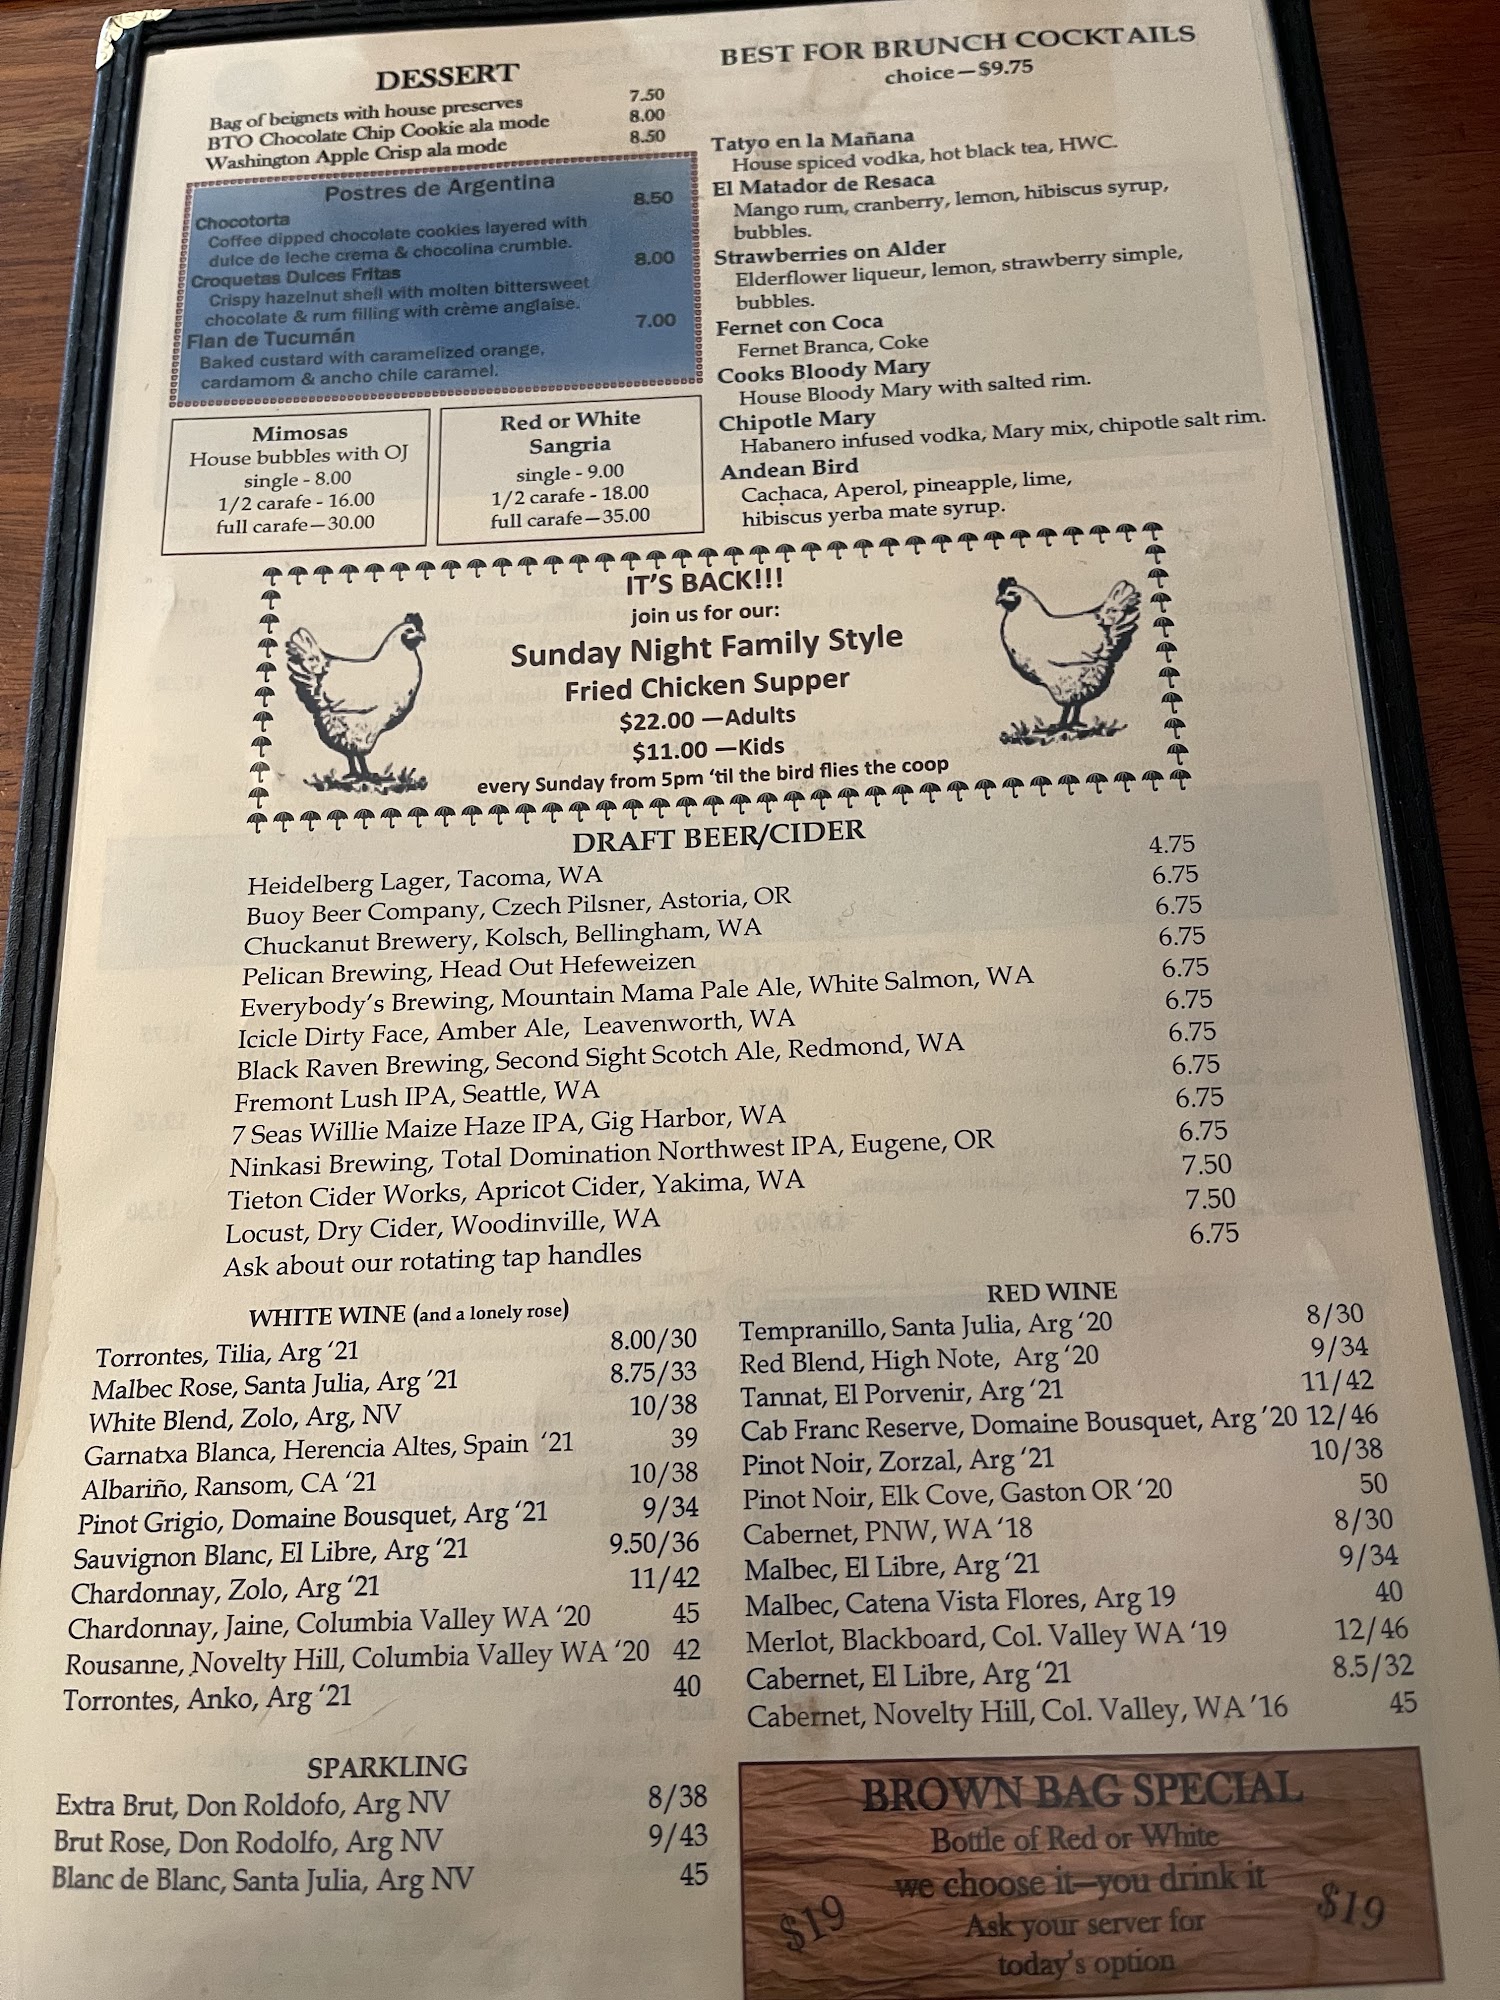 DESSERT
Bag of beignets with house preserves 7.50
BTO Chocolate Chip Cookie ala mode 8.00
Washington Apple Crisp ala mode 8.50
Postres de Argentina
Chocotorta 8.50
Coffee dipped chocolate cookies layered with
dulce de leche crema & chocolina crumble.
Croquetas Dulces Fritas 8.00
Crispy hazelnut shell with molten bittersweet
chocolate & rum filling with crème anglaise.
Flan de Tucumán 7.00
Baked custard with caramelized orange,
cardamom & ancho chile caramel.
Mimosas
House bubbles with OJ
single - 8.00
1/2 carafe - 16.00
full carafe—30.00
Red or White
Sangria
single - 9.00
1/2 carafe - 18.00
full carafe—35.00
BEST FOR BRUNCH COCKTAILS
choice—$9.75
Tatyo en la Mañana
House spiced vodka, hot black tea, HWC.
El Matador de Resaca
Mango rum, cranberry, lemon, hibiscus syrup,
bubbles.
Strawberries on Alder
Elderflower liqueur, lemon, strawberry simple,
bubbles.
Fernet con Coca
Fernet Branca, Coke
Cooks Bloody Mary
House Bloody Mary with salted rim.
Chipotle Mary
Habanero infused vodka, Mary mix, chipotle salt rim.
Andean Bird
Cachaca, Aperol, pineapple, lime,
hibiscus yerba mate syrup.
IT'S BACK!!!
join us for our:
Sunday Night Family Style
Fried Chicken Supper
$22.00 —Adults
$11.00 —Kids
every Sunday from 5pm 'til the bird flies the coop
DRAFT BEER/CIDER
Heidelberg Lager, Tacoma, WA 4.75
Buoy Beer Company, Czech Pilsner, Astoria, OR 6.75
Chuckanut Brewery, Kolsch, Bellingham, WA 6.75
Pelican Brewing, Head Out Hefeweizen 6.75
Everybody's Brewing, Mountain Mama Pale Ale, White Salmon, WA 6.75
Icicle Dirty Face, Amber Ale, Leavenworth, WA 6.75
Black Raven Brewing, Second Sight Scotch Ale, Redmond, WA 6.75
Fremont Lush IPA, Seattle, WA 6.75
7 Seas Willie Maize Haze IPA, Gig Harbor, WA 6.75
Ninkasi Brewing, Total Domination Northwest IPA, Eugene, OR 6.75
Tieton Cider Works, Apricot Cider, Yakima, WA 7.50
Locust, Dry Cider, Woodinville, WA 7.50
Ask about our rotating tap handles 6.75
WHITE WINE (and a lonely rose)
Torrontes, Tilia, Arg '21 8.00/30
Malbec Rose, Santa Julia, Arg '21 8.75/33
White Blend, Zolo, Arg, NV 10/38
Garnatxa Blanca, Herencia Altes, Spain '21 39
Albariño, Ransom, CA '21 10/38
Pinot Grigio, Domaine Bousquet, Arg '21 9/34
Sauvignon Blanc, El Libre, Arg '21 9.50/36
Chardonnay, Zolo, Arg '21 11/42
Chardonnay, Jaine, Columbia Valley WA '20 45
Rousanne, Novelty Hill, Columbia Valley WA '20 42
Torrontes, Anko, Arg '21 40
SPARKLING
Extra Brut, Don Roldofo, Arg NV 8/38
Brut Rose, Don Rodolfo, Arg NV 9/43
Blanc de Blanc, Santa Julia, Arg NV 45
RED WINE
Tempranillo, Santa Julia, Arg '20 8/30
Red Blend, High Note, Arg '20 9/34
Tannat, El Porvenir, Arg '21 11/42
Cab Franc Reserve, Domaine Bousquet, Arg '20 12/46
Pinot Noir, Zorzal, Arg '21 10/38
Pinot Noir, Elk Cove, Gaston OR '20 50
Cabernet, PNW, WA '18 8/30
Malbec, El Libre, Arg '21 9/34
Malbec, Catena Vista Flores, Arg 19 40
Merlot, Blackboard, Col. Valley WA '19 12/46
Cabernet, El Libre, Arg '21 8.5/32
Cabernet, Novelty Hill, Col. Valley, WA '16 45
BROWN BAG SPECIAL
Bottle of Red or White
we choose it—you drink it
$19 Ask your server for $19
today's option